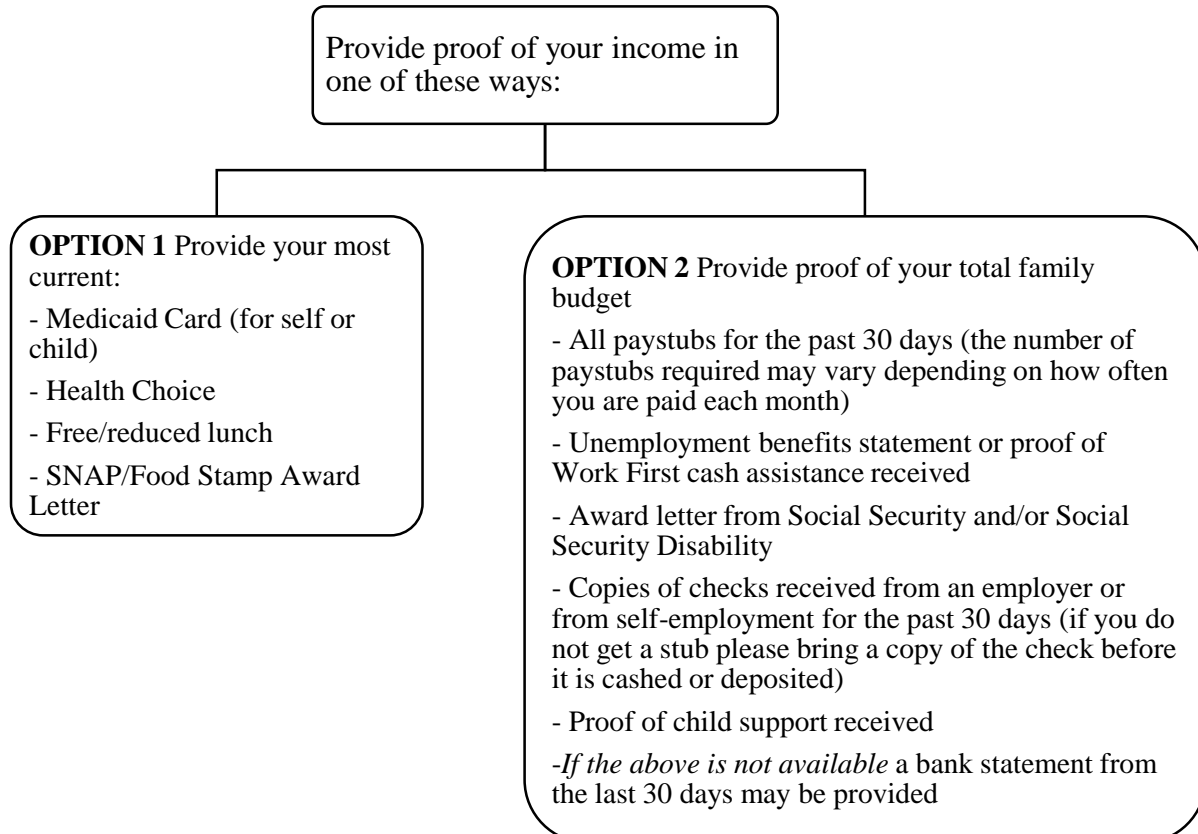 Provide proof of your income in
one of these ways:
OPTION 1 Provide your most
current:
- Medicaid Card (for self or
child)
- Health Choice
- Free/reduced lunch
- SNAP/Food Stamp Award
Letter
OPTION 2 Provide proof of your total family
budget
- All paystubs for the past 30 days (the number of
paystubs required may vary depending on how often
you are paid each month)
- Unemployment benefits statement or proof of
Work First cash assistance received
- Award letter from Social Security and/or Social
Security Disability
- Copies of checks received from an employer or
from self-employment for the past 30 days (if you do
not get a stub please bring a copy of the check before
it is cashed or deposited)
- Proof of child support received
-If the above is not available a bank statement from
the last 30 days may be provided